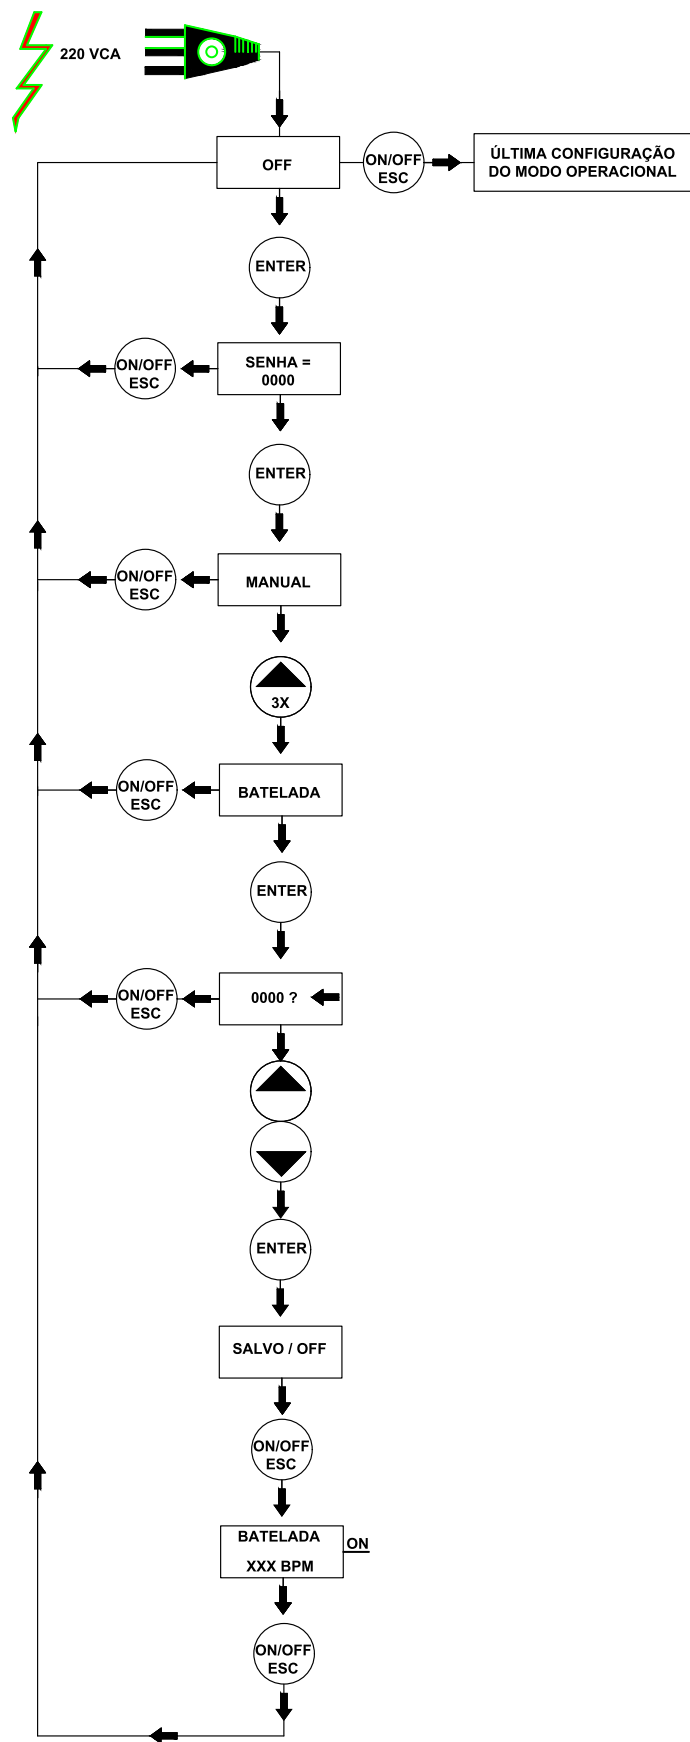 220 VCA
OFF
ON/OFF
ESC
ÚLTIMA CONFIGURAÇÃO
DO MODO OPERACIONAL
ENTER
ON/OFF
ESC
SENHA =
0000
ENTER
ON/OFF
ESC
MANUAL
3X
ON/OFF
ESC
BATELADA
ENTER
ON/OFF
ESC
0000 ?
ENTER
SALVO / OFF
ON/OFF
ESC
BATELADA
XXX BPM
ON
ON/OFF
ESC